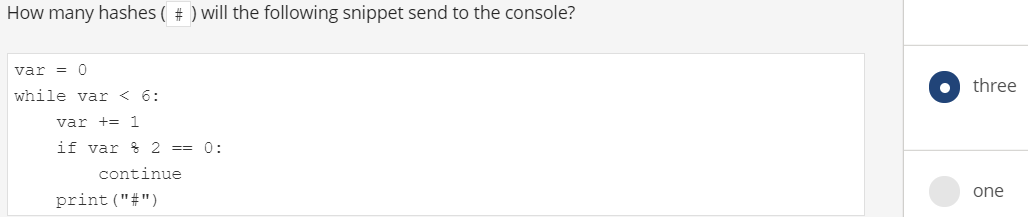 How many hashes ( # ) will the following snippet send to the console?
var = 0
while var < 6:
    var += 1
    if var % 2 == 0:
        continue
    print("#")
three
one